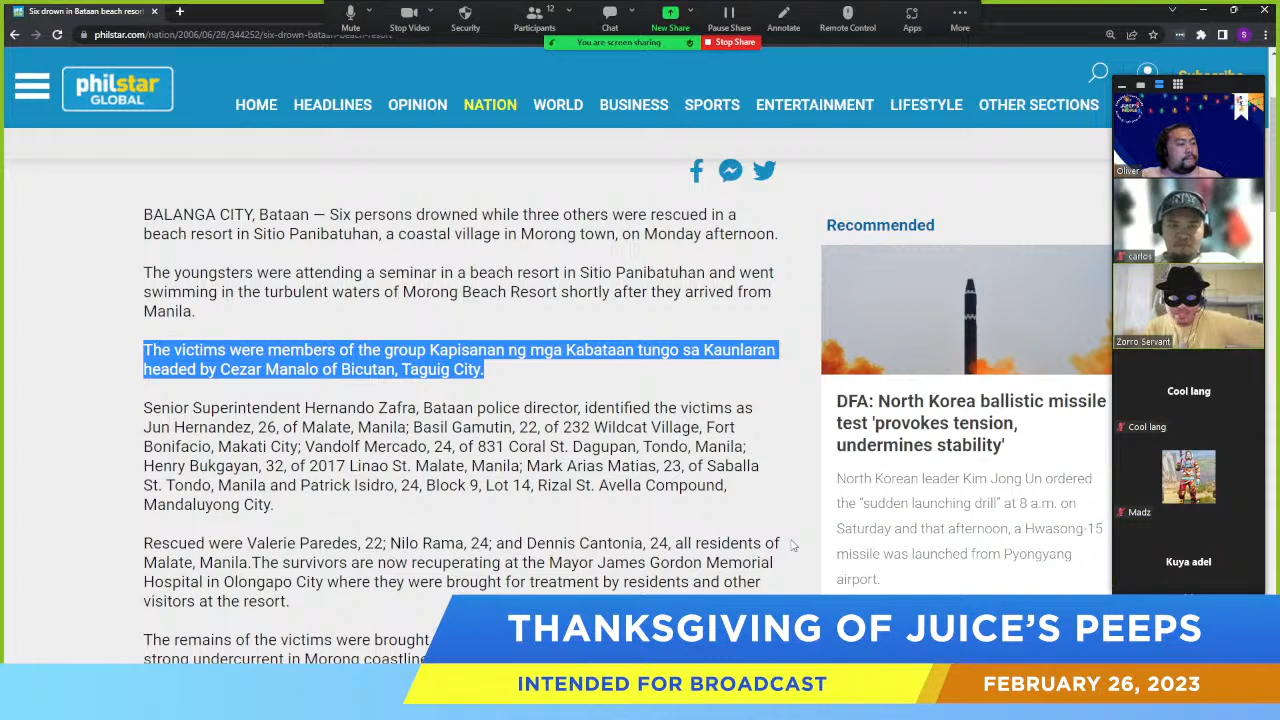 Six drown in Bataan beach resort
philstar.com/nation/2006/06/28/344252/six-drown-bataan-beach-resort
Mute
Stop Video
Security
12
Participants
Chat
New Share
Pause Share
Annotate
Remote Control
Apps
More
You are screen sharing
Stop Share
philstar
GLOBAL
HOME
HEADLINES
OPINION
NATION
WORLD
BUSINESS
SPORTS
ENTERTAINMENT
LIFESTYLE
OTHER SECTIONS
Subscribe
BALANGA CITY, Bataan — Six persons drowned while three others were rescued in a
beach resort in Sitio Panibatuhan, a coastal village in Morong town, on Monday afternoon.
The youngsters were attending a seminar in a beach resort in Sitio Panibatuhan and went
swimming in the turbulent waters of Morong Beach Resort shortly after they arrived from
Manila.
The victims were members of the group Kapisanan ng mga Kabataan tungo sa Kaunlaran
headed by Cezar Manalo of Bicutan, Taguig City.
Senior Superintendent Hernando Zafra, Bataan police director, identified the victims as
Jun Hernandez, 26, of Malate, Manila; Basil Gamutin, 22, of 232 Wildcat Village, Fort
Bonifacio, Makati City; Vandolf Mercado, 24, of 831 Coral St. Dagupan, Tondo, Manila;
Henry Bukgayan, 32, of 2017 Linao St. Malate, Manila; Mark Arias Matias, 23, of Saballa
St. Tondo, Manila and Patrick Isidro, 24, Block 9, Lot 14, Rizal St. Avella Compound,
Mandaluyong City.
Rescued were Valerie Paredes, 22; Nilo Rama, 24; and Dennis Cantonia, 24, all residents of
Malate, Manila.The survivors are now recuperating at the Mayor James Gordon Memorial
Hospital in Olongapo City where they were brought for treatment by residents and other
visitors at the resort.
The remains of the victims were brought
strong undercurrent in Morong coastline
Recommended
DFA: North Korea ballistic missile
test 'provokes tension,
undermines stability'
North Korean leader Kim Jong Un ordered
the “sudden launching drill” at 8 a.m. on
Saturday and that afternoon, a Hwasong-15
missile was launched from Pyongyang
airport.
Oliver
carlos
Zorro Servant
Cool lang
Cool lang
Madz
Kuya adel
THANKSGIVING OF JUICE’S PEEPS
INTENDED FOR BROADCAST
FEBRUARY 26, 2023